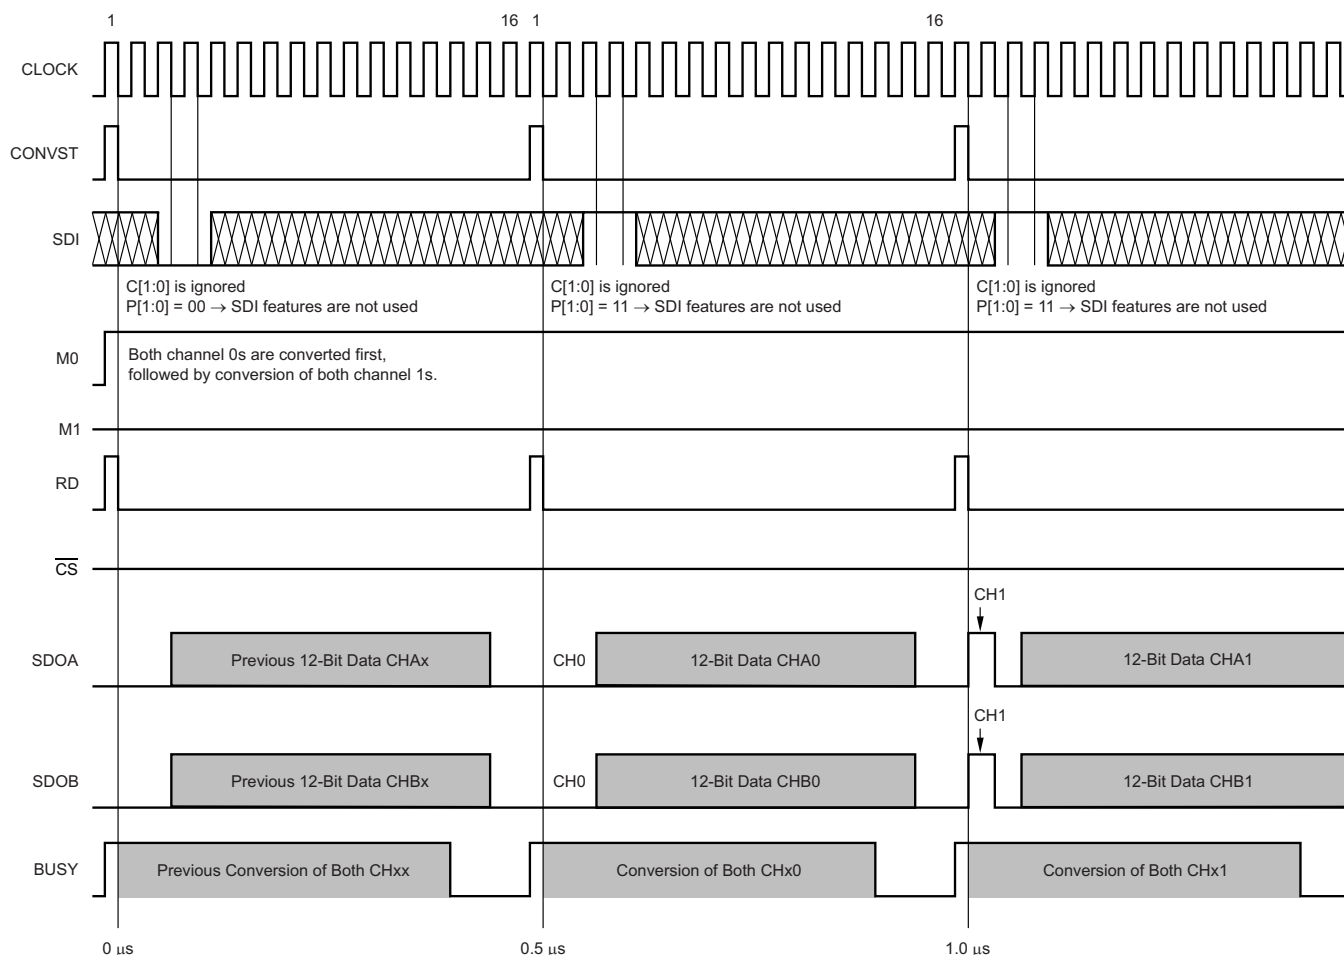 1 16 1 16
CLOCK
CONVST
SDI
C[1:0] is ignored
P[1:0] = 00 → SDI features are not used
C[1:0] is ignored
P[1:0] = 11 → SDI features are not used
C[1:0] is ignored
P[1:0] = 11 → SDI features are not used
M0
Both channel 0s are converted first,
followed by conversion of both channel 1s.
M1
RD
CS
CH1
SDOA
Previous 12-Bit Data CHAx
CH0
12-Bit Data CHA0
12-Bit Data CHA1
CH1
SDOB
Previous 12-Bit Data CHBx
CH0
12-Bit Data CHB0
12-Bit Data CHB1
BUSY
Previous Conversion of Both CHxx
Conversion of Both CHx0
Conversion of Both CHx1
0 μs
0.5 μs
1.0 μs